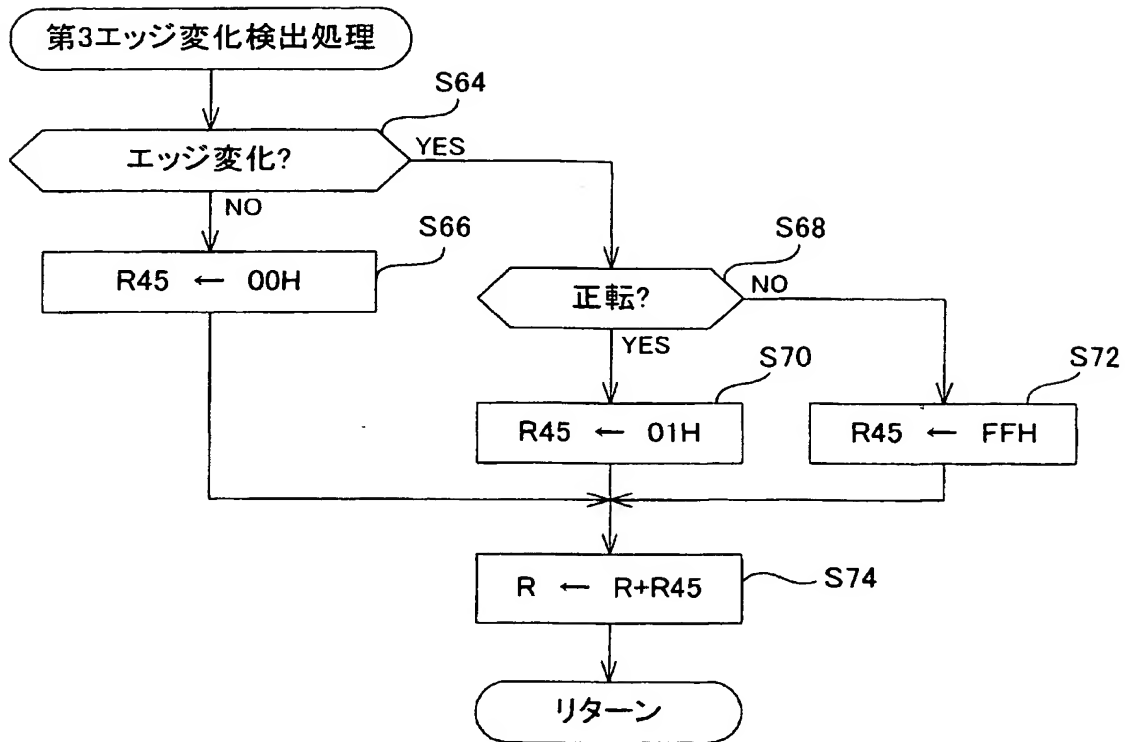 第3エッジ変化検出処理
S64
エッジ変化?
YES
NO
S66
R45 ← 00H
S68
正転?
NO
YES
S70
R45 ← 01H
S72
R45 ← FFH
R ← R+R45
S74
リターン